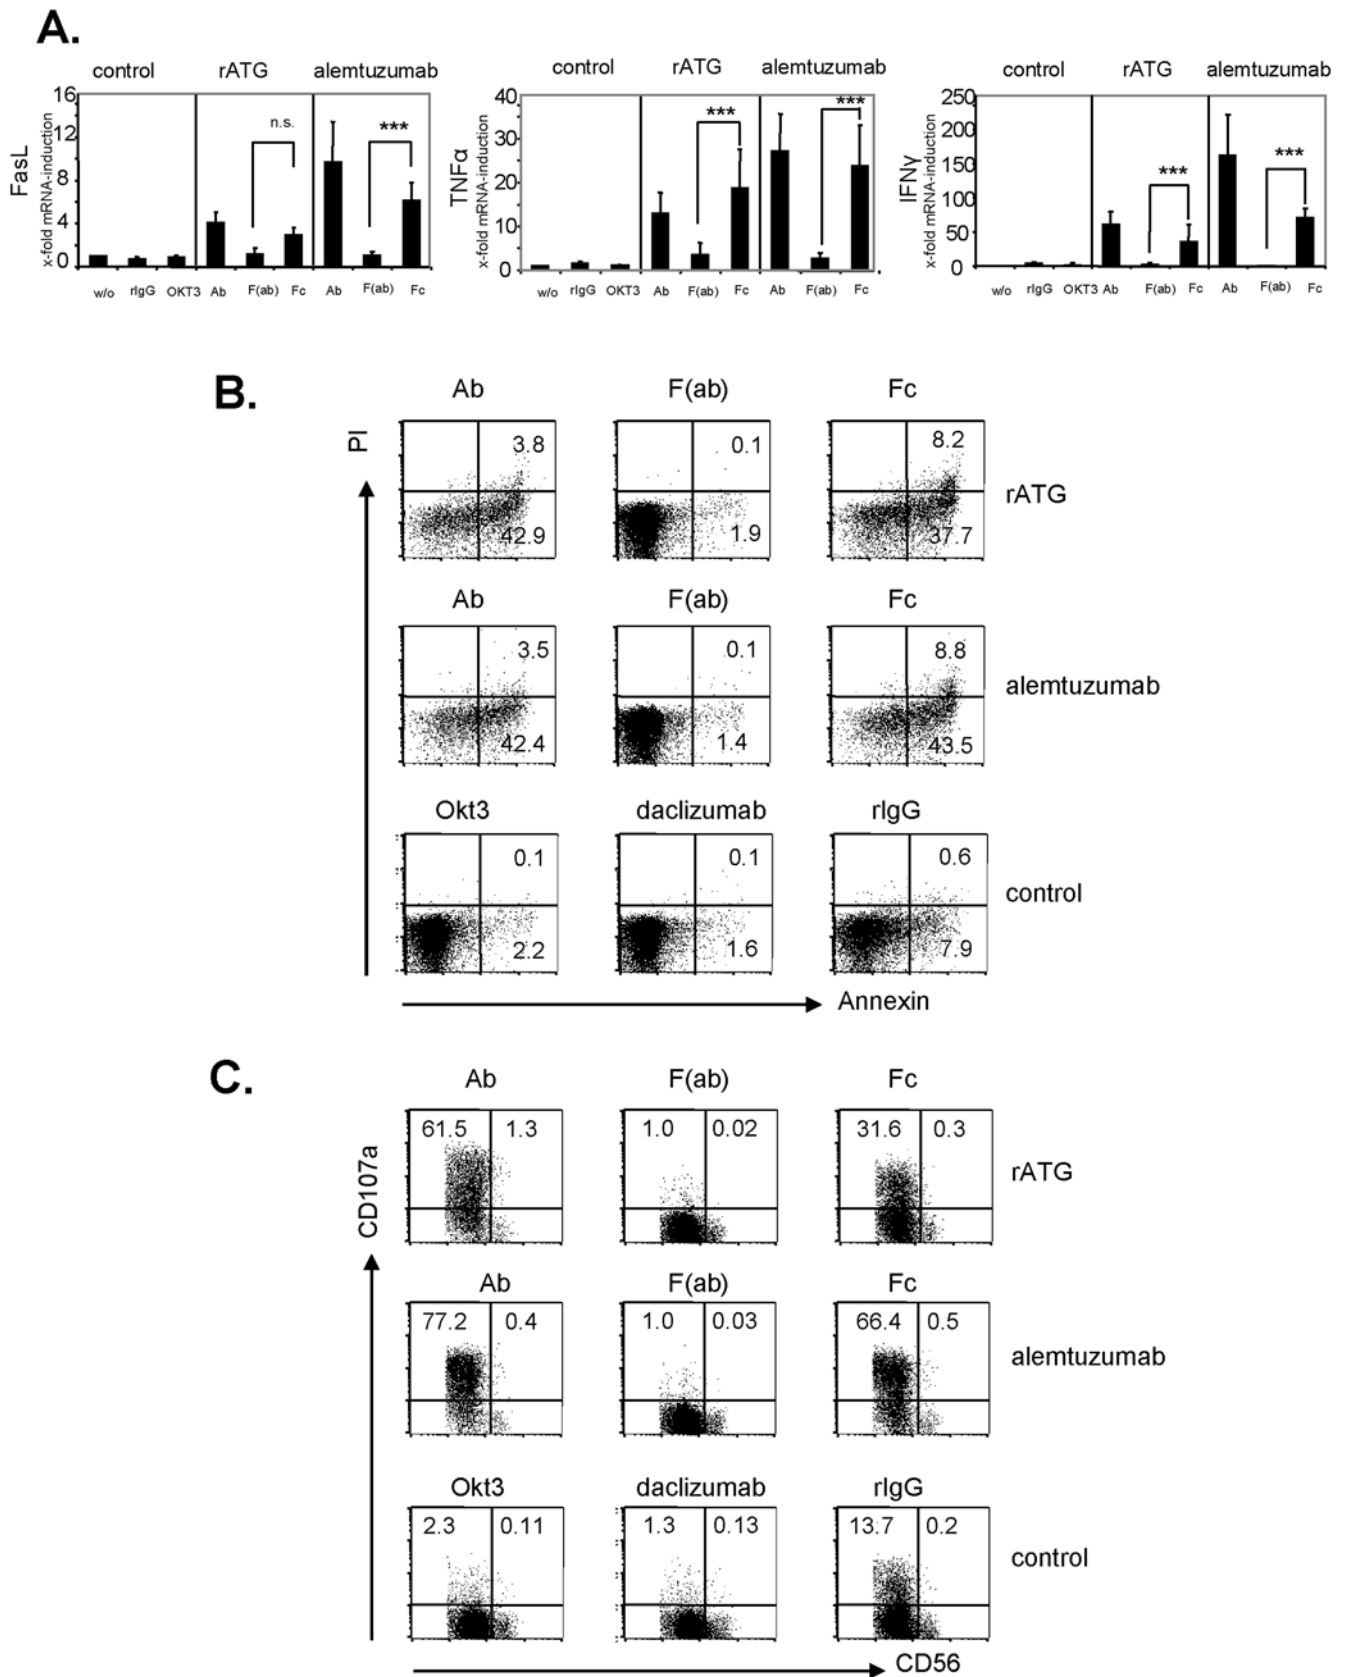 A.
control rATG alemtuzumab
FasL
x-fold mRNA-induction
16
12
8
4
0
n.s.
***
w/o rIgG OKT3 Ab F(ab) Fc Ab F(ab) Fc
control rATG alemtuzumab
TNFα
x-fold mRNA-induction
40
30
20
10
0
***
***
w/o rIgG OKT3 Ab F(ab) Fc Ab F(ab) Fc
control rATG alemtuzumab
IFNγ
x-fold mRNA-induction
250
200
150
100
50
0
***
***
w/o rIgG OKT3 Ab F(ab) Fc Ab F(ab) Fc
B.
Ab F(ab) Fc
PI
3.8 0.1 8.2
rATG
42.9 1.9 37.7
Ab F(ab) Fc
3.5 0.1 8.8
alemtuzumab
42.4 1.4 43.5
Okt3 daclizumab rIgG
0.1 0.1 0.6
control
2.2 1.6 7.9
Annexin
C.
Ab F(ab) Fc
CD107a
61.5 1.3 1.0 0.02 31.6 0.3
rATG
Ab F(ab) Fc
77.2 0.4 1.0 0.03 66.4 0.5
alemtuzumab
Okt3 daclizumab rIgG
2.3 0.11 1.3 0.13 13.7 0.2
control
CD56